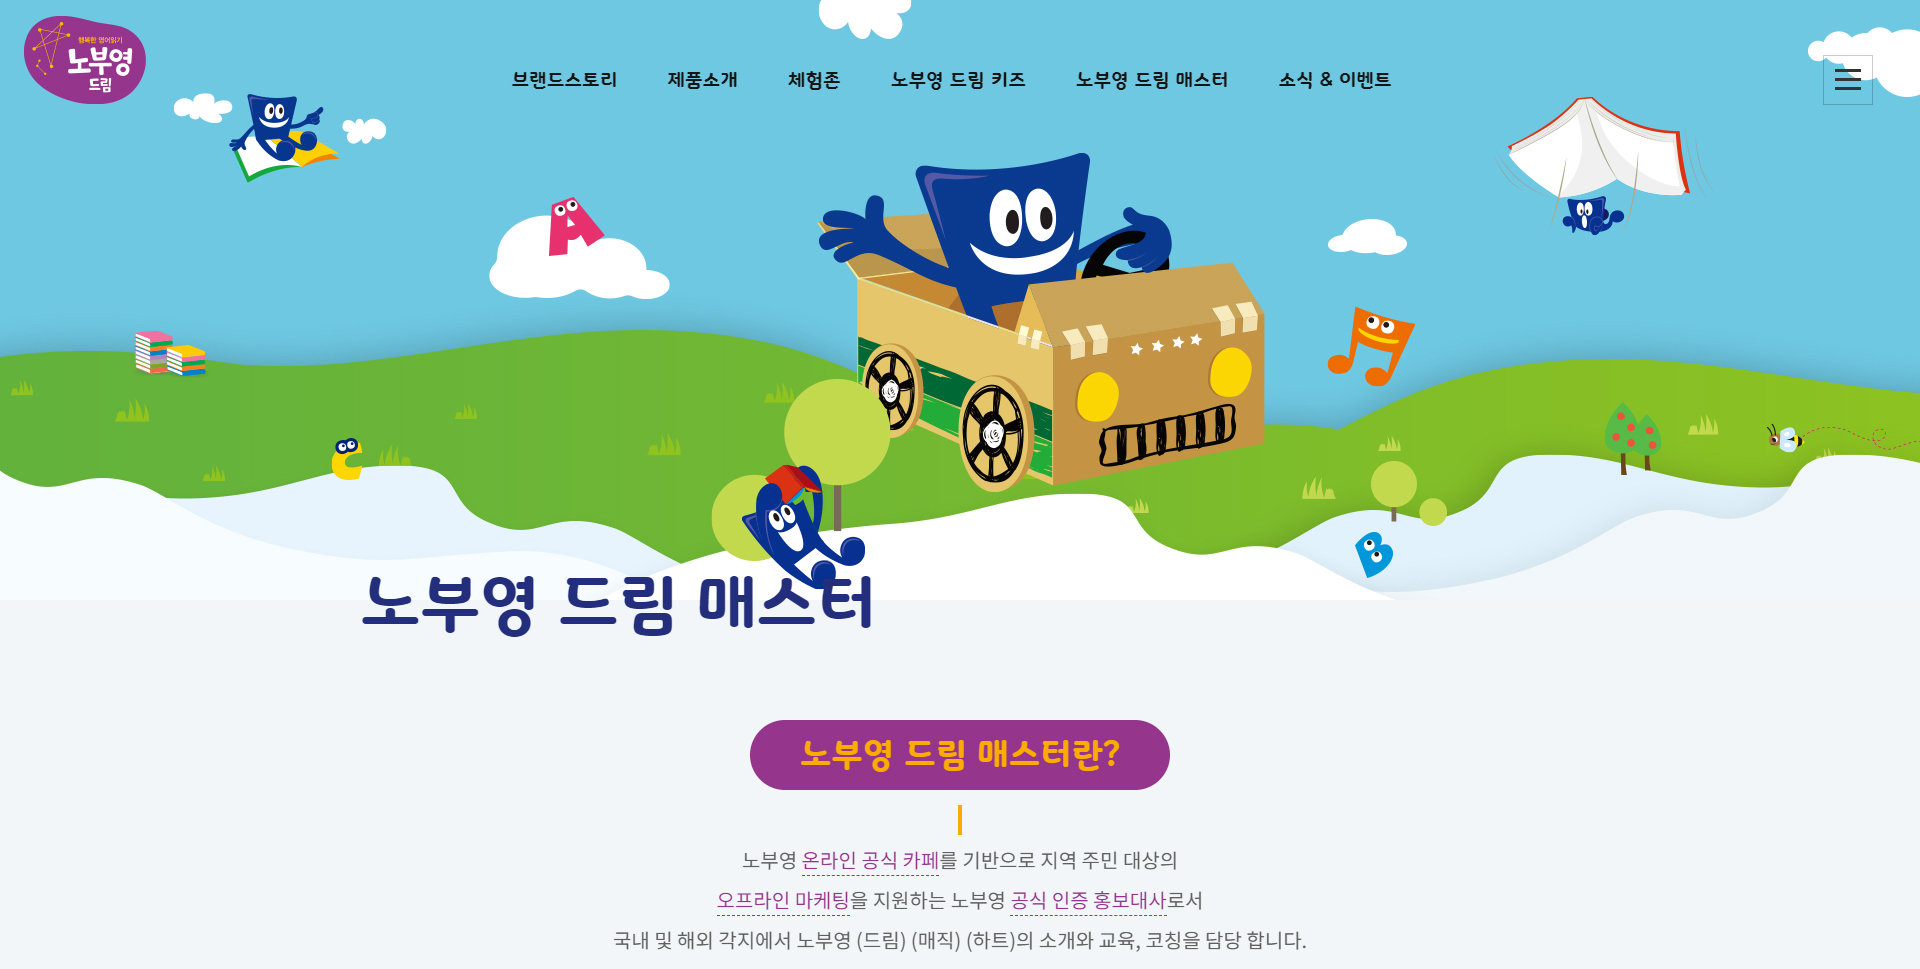 행복한 영어읽기
노부영
드림
브랜드스토리 제품소개 체험존 노부영 드림 키즈 노부영 드림 매스터 소식 & 이벤트
노부영 드림 매스터
노부영 드림 매스터란?
노부영 온라인 공식 카페를 기반으로 지역 주민 대상의
오프라인 마케팅을 지원하는 노부영 공식 인증 홍보대사로서
국내 및 해외 각지에서 노부영 (드림) (매직) (하트)의 소개와 교육, 코칭을 담당 합니다.